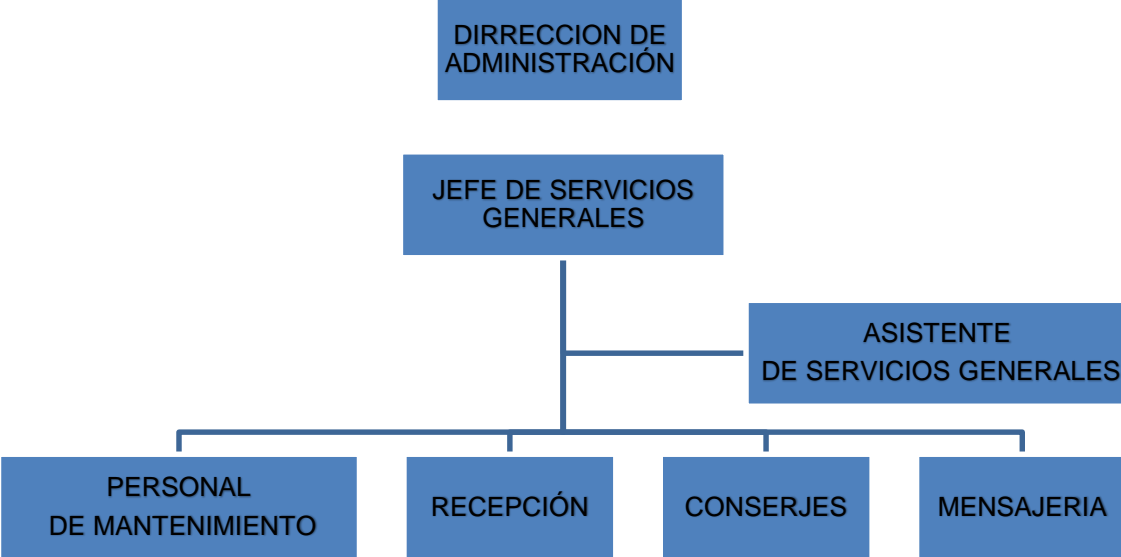 DIRRECCION DE
ADMINISTRACIÓN
JEFE DE SERVICIOS
GENERALES
ASISTENTE
DE SERVICIOS GENERALES
PERSONAL
DE MANTENIMIENTO
RECEPCIÓN
CONSERJES
MENSAJERIA